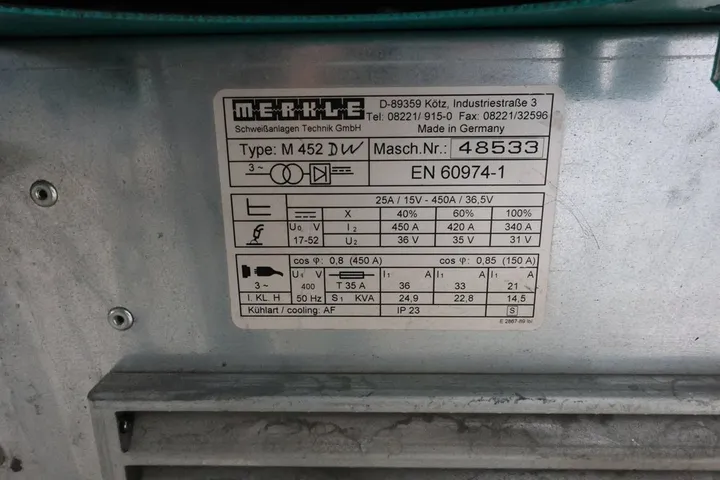 MERKLE
Schweißanlagen Technik GmbH
D-89359 Kötz, Industriestraße 3
Tel: 08221/ 915-0 Fax: 08221/32596
Made in Germany
Type: M 452 DW
Masch.Nr.: 48533
3~
EN 60974-1
25A / 15V - 450A / 36,5V
X 40% 60% 100%
U0, V I2 450 A 420 A 340 A
17-52 U2 36 V 35 V 31 V
cos φ: 0,8 (450 A) cos φ: 0,85 (150 A)
U1 V I1 A I1 A I1 A
3~ 400 T 35 A 36 33 21
I. KL. H 50 Hz S1 KVA 24,9 22,8 14,5
Kühlart / cooling: AF IP 23 S